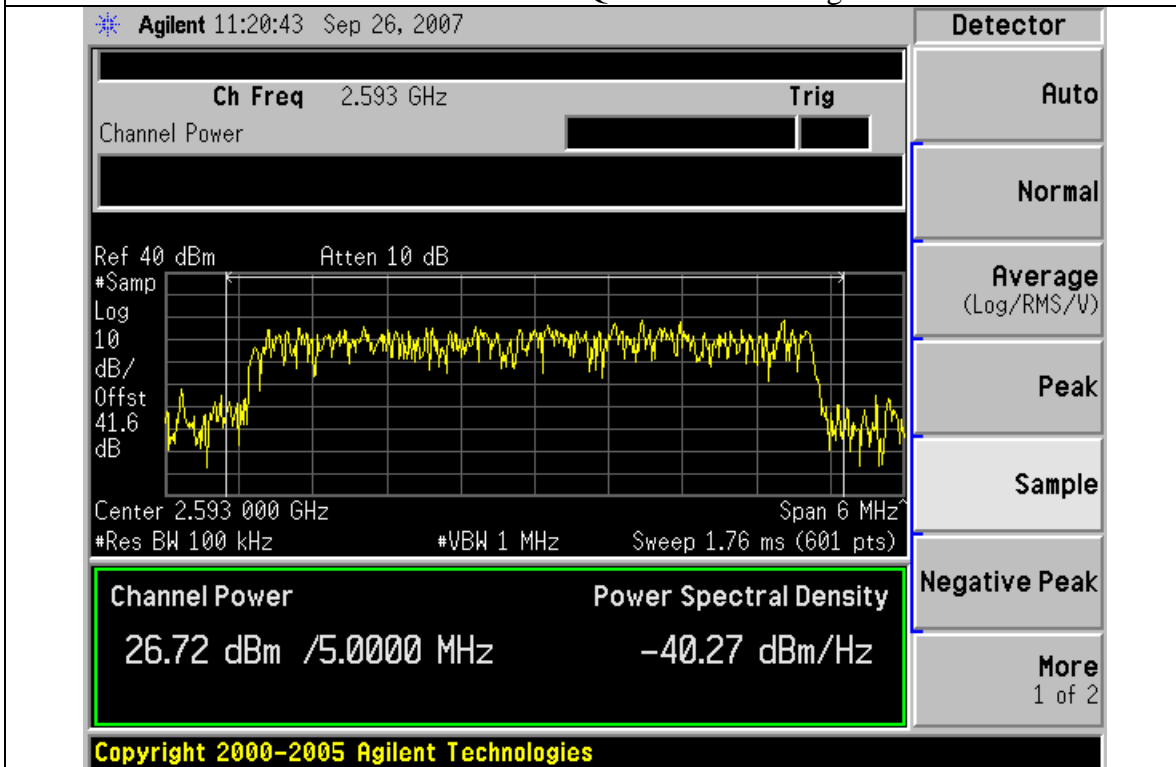 Agilent 11:20:43 Sep 26, 2007
Detector
Ch Freq 2.593 GHz Trig
Channel Power
Auto
Normal
Ref 40 dBm Atten 10 dB
#Samp
Log
10
dB/
Offst
41.6
dB
Average
(Log/RMS/V)
Peak
Sample
Center 2.593 000 GHz Span 6 MHz^
#Res BW 100 kHz #VBW 1 MHz Sweep 1.76 ms (601 pts)
Channel Power Power Spectral Density
26.72 dBm /5.0000 MHz -40.27 dBm/Hz
Negative Peak
More
1 of 2
Copyright 2000-2005 Agilent Technologies